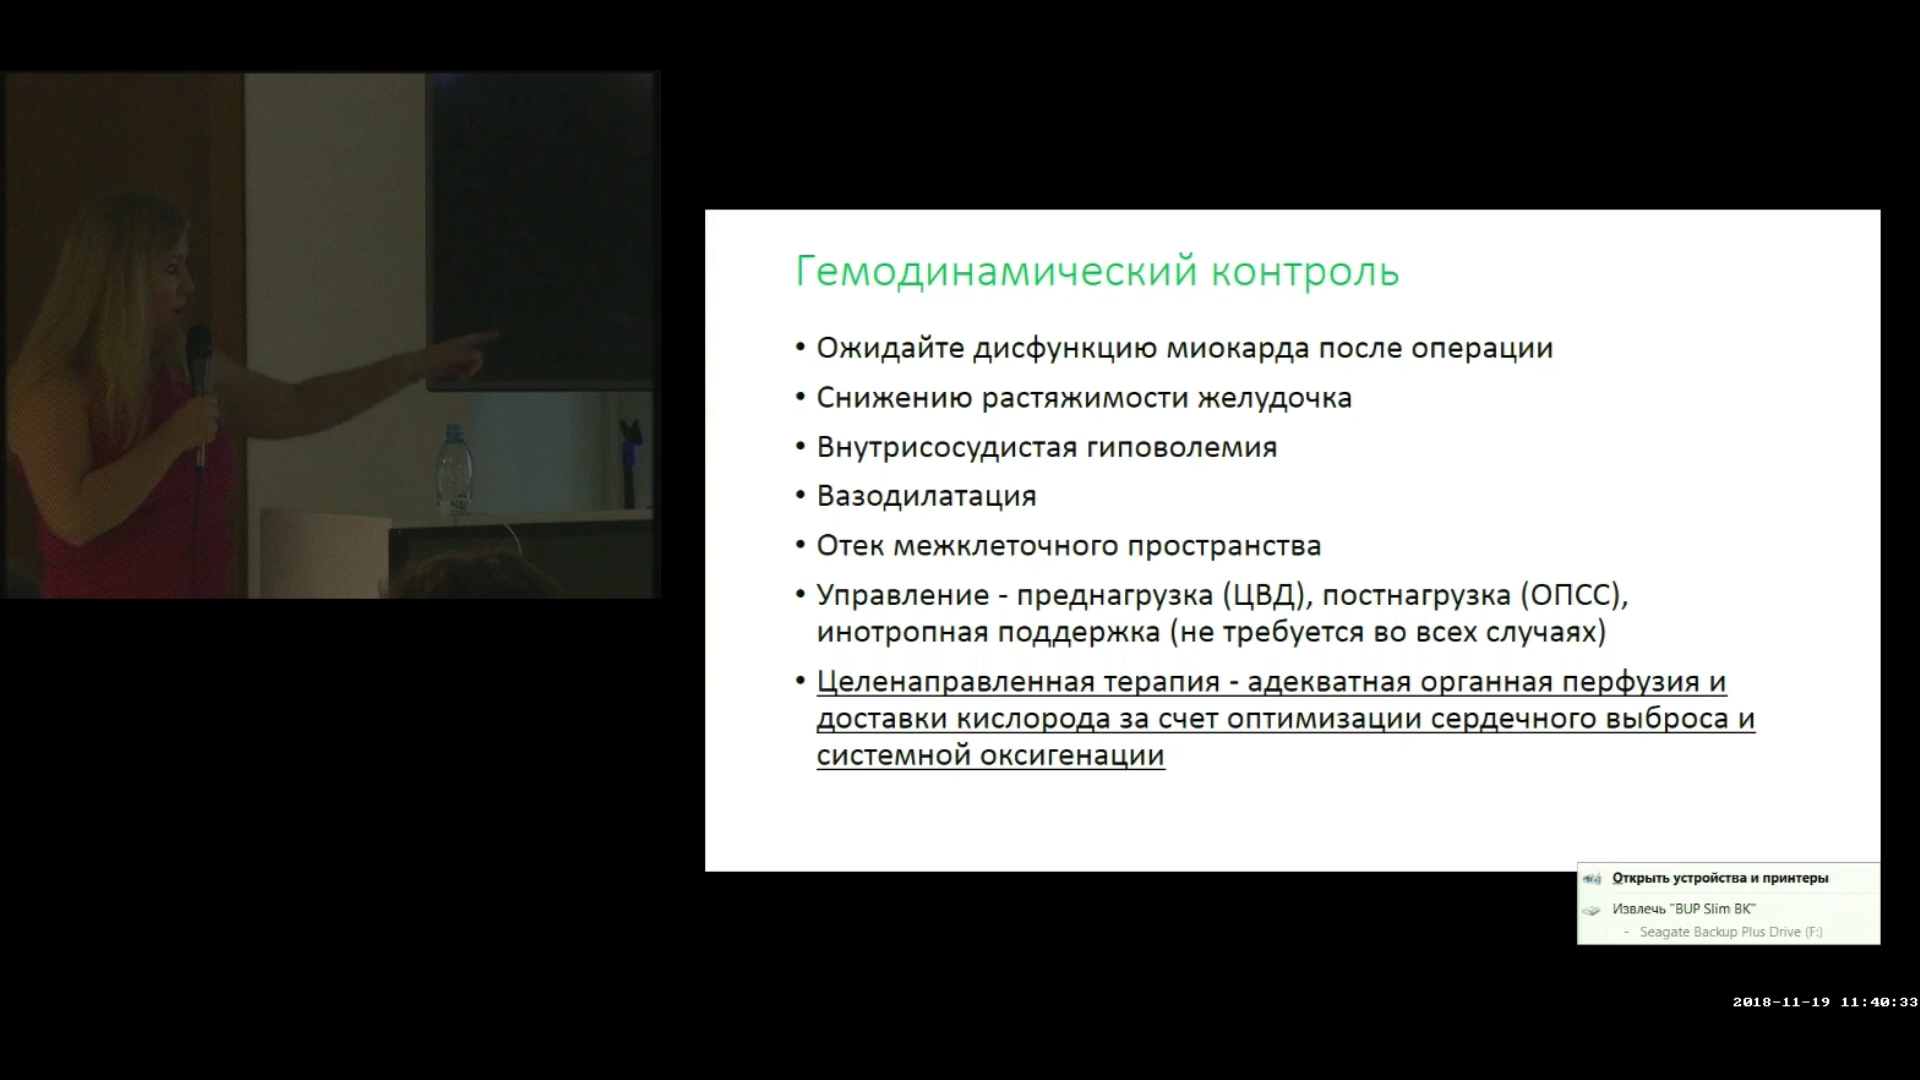 Гемодинамический контроль
• Ожидайте дисфункцию миокарда после операции
• Снижению растяжимости желудочка
• Внутрисосудистая гиповолемия
• Вазодилатация
• Отек межклеточного пространства
• Управление - преднагрузка (ЦВД), постнагрузка (ОПСС),
инотропная поддержка (не требуется во всех случаях)
• Целенаправленная терапия - адекватная органная перфузия и
доставки кислорода за счет оптимизации сердечного выброса и
системной оксигенации
Открыть устройства и принтеры
Извлечь "BUP Slim BK"
- Seagate Backup Plus Drive (F:)
2018-11-19 11:40:33